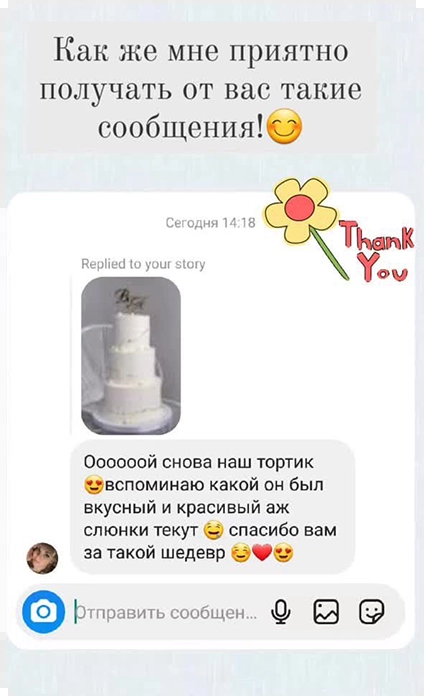 Как же мне приятно
получать от вас такие
сообщения!😊
Сегодня 14:18
Thank
You
Replied to your story
Ооооооой снова наш тортик
😍вспоминаю какой он был
вкусный и красивый аж
слюнки текут🤤 спасибо вам
за такой шедевр ☺️❤️😍
Отправить сообщен...